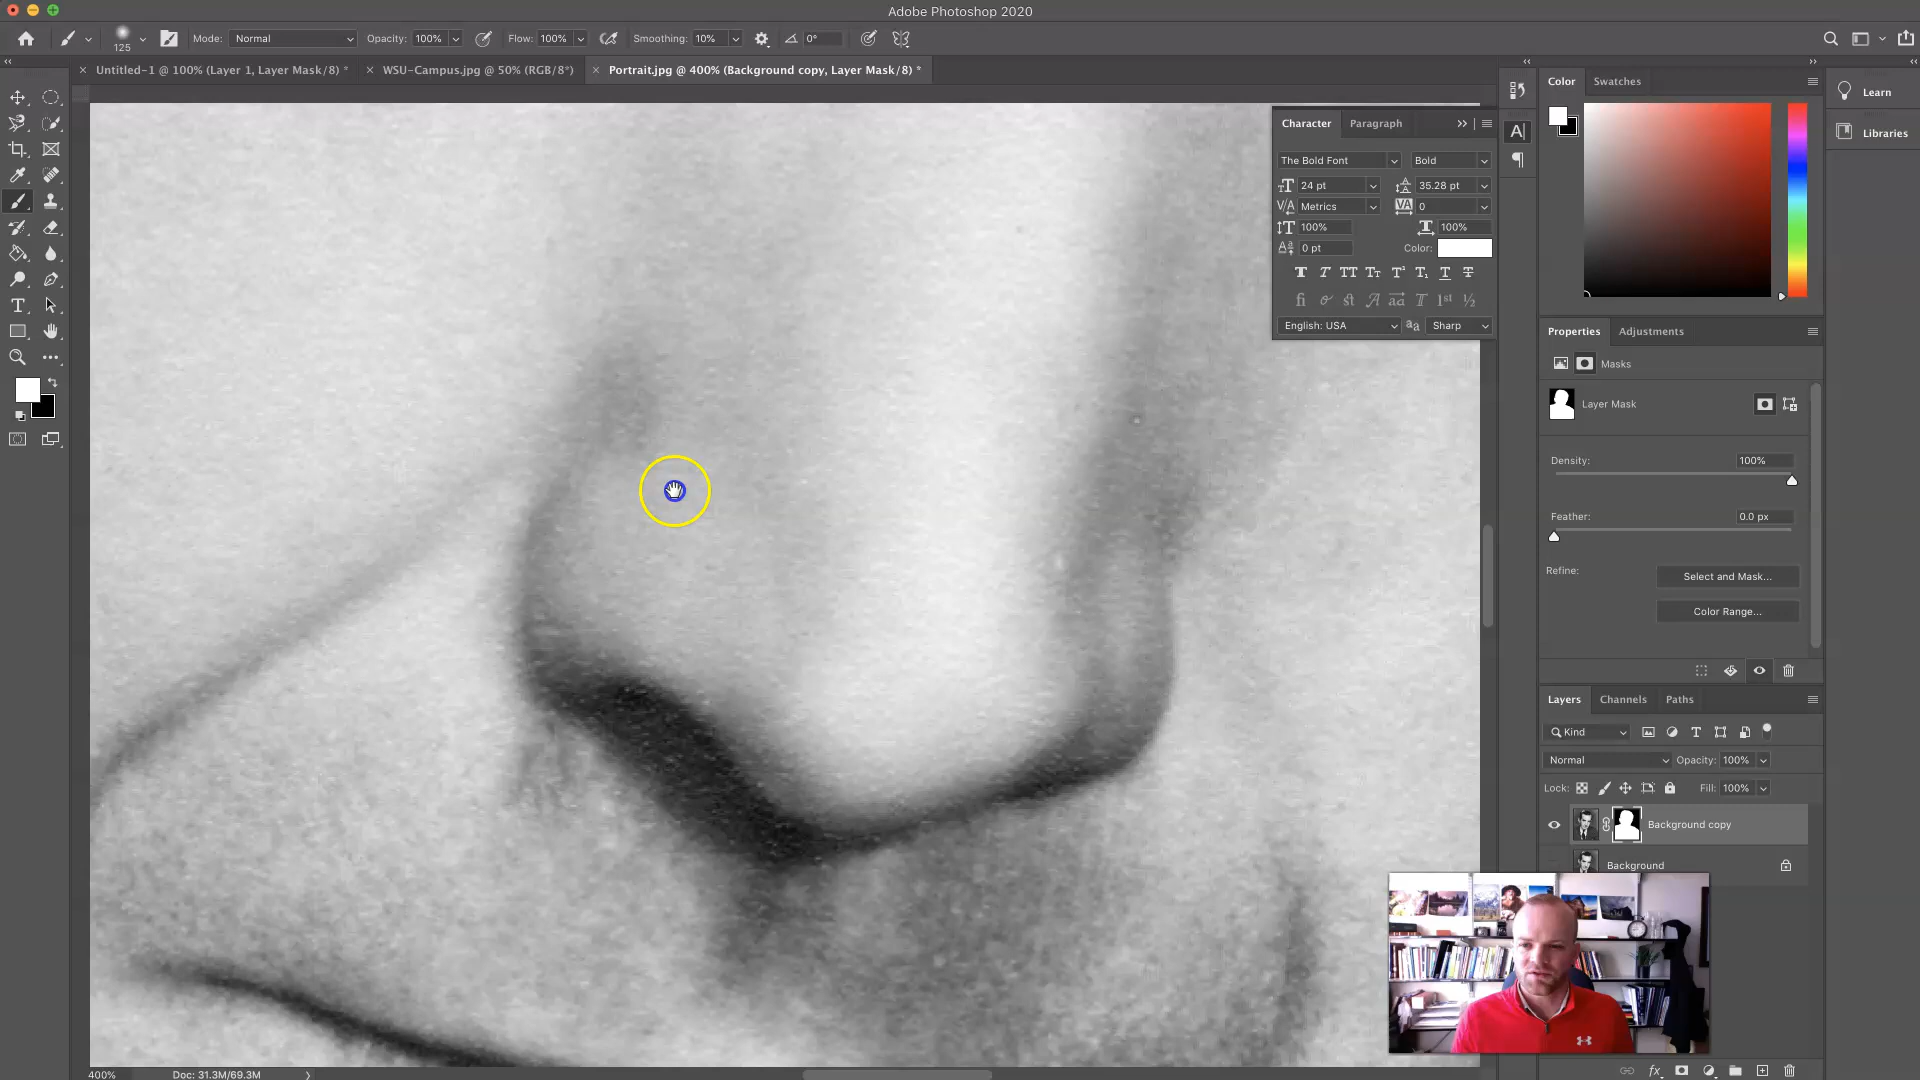 Adobe Photoshop 2020
125 Mode: Normal Opacity: 100% Flow: 100% Smoothing: 10% 0°
Untitled-1 @ 100% (Layer 1, Layer Mask/8) * WSU-Campus.jpg @ 50% (RGB/8*) Portrait.jpg @ 400% (Background copy, Layer Mask/8) *
Color Swatches
Learn
Libraries
Character Paragraph
The Bold Font Bold
24 pt 35.28 pt
Metrics 0
100% 100%
0 pt Color:
English: USA Sharp
Properties Adjustments
Masks
Layer Mask
Density: 100%
Feather: 0.0 px
Refine: Select and Mask...
Color Range...
Layers Channels Paths
Kind
Normal Opacity: 100%
Lock: Fill: 100%
Background copy
Background
400% Doc: 31.3M/69.3M